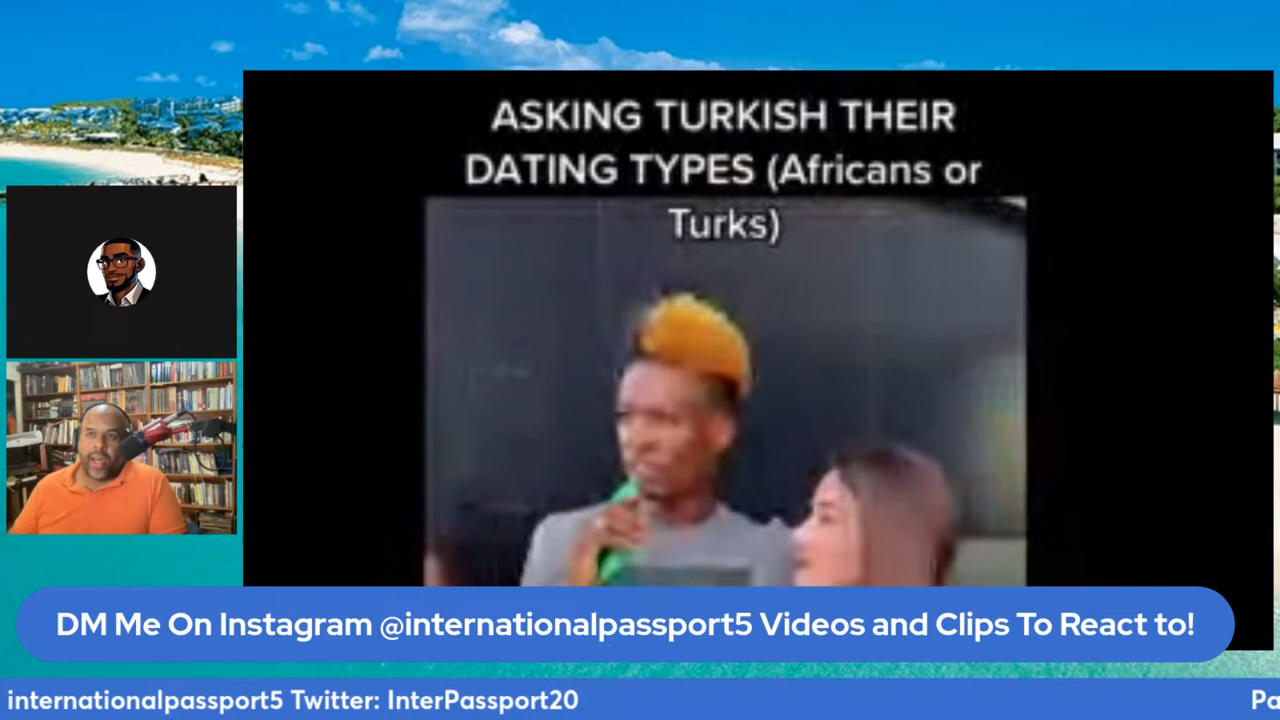 ASKING TURKISH THEIR
DATING TYPES (Africans or
Turks)
DM Me On Instagram @internationalpassport5 Videos and Clips To React to!
internationalpassport5 Twitter: InterPassport20